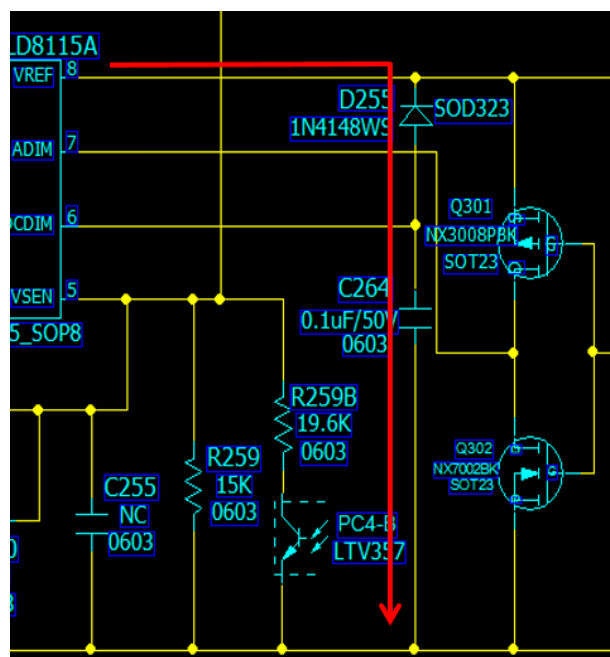 LD8115A
VREF 8
D255 SOD323
1N4148WS
ADIM 7
Q301
NX3008PBK
SOT23
CDIM 6
VSEN 5
C264
0.1uF/50V
0603
5_SOP8
R259B
19.6K
0603
Q302
NX7002BK
SOT23
R259
15K
0603
C255
NC
0603
PC4-B
LTV357
G
G